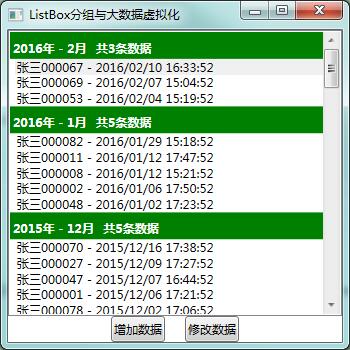 ListBox分组与大数据虚拟化
2016年 - 2月 共3条数据
张三000067 - 2016/02/10 16:33:52
张三000069 - 2016/02/07 15:04:52
张三000053 - 2016/02/04 15:19:52
2016年 - 1月 共5条数据
张三000082 - 2016/01/29 15:18:52
张三000011 - 2016/01/12 17:47:52
张三000008 - 2016/01/12 15:21:52
张三000002 - 2016/01/06 17:50:52
张三000048 - 2016/01/02 17:23:52
2015年 - 12月 共5条数据
张三000070 - 2015/12/16 17:38:52
张三000027 - 2015/12/09 17:27:52
张三000047 - 2015/12/07 16:44:52
张三000001 - 2015/12/06 17:21:52
张三000078 - 2015/12/02 17:06:52
增加数据 修改数据